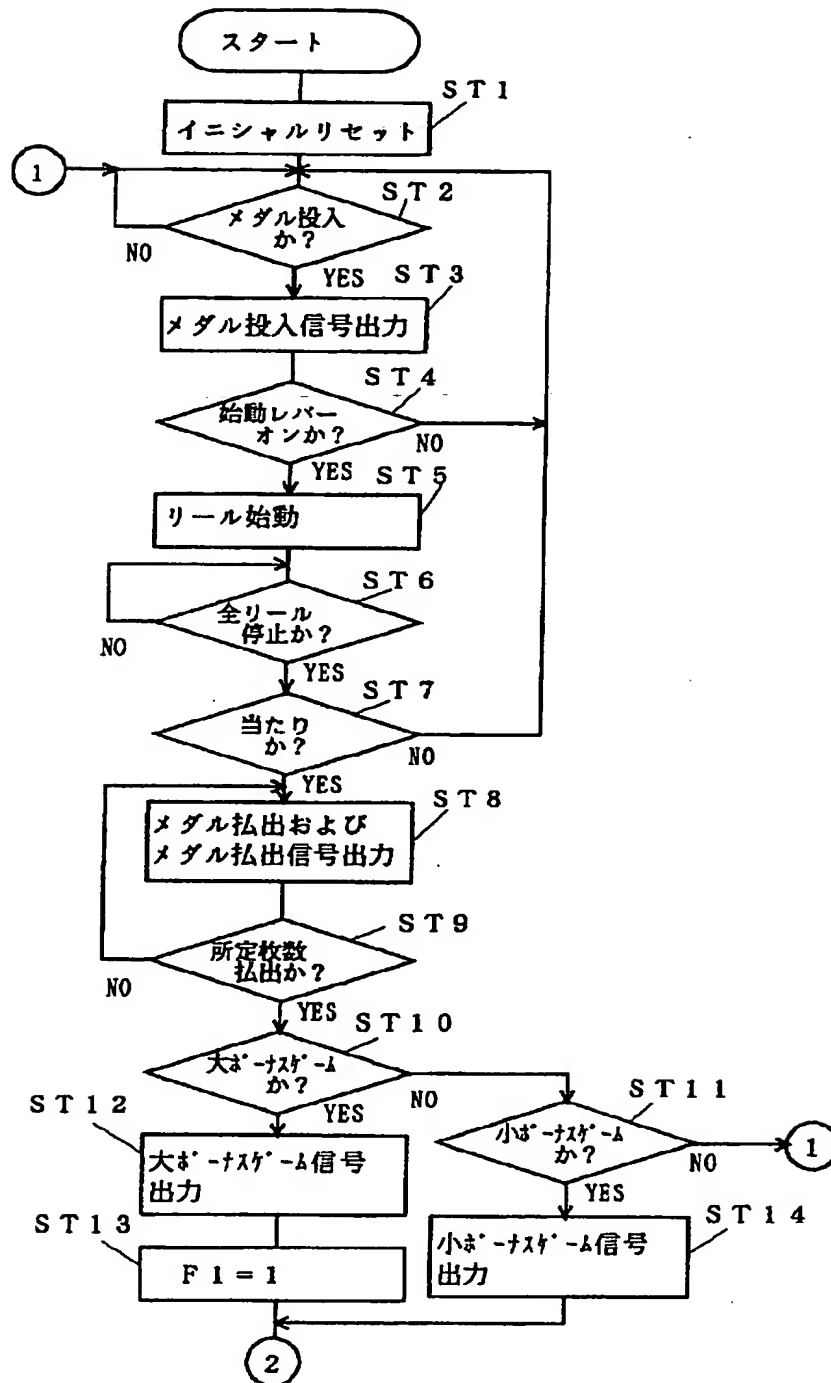 スタート
ST1
イニシャルリセット
1
ST2
メダル投入
か?
NO
YES
ST3
メダル投入信号出力
ST4
始動レバー
オンか?
NO
YES
ST5
リール始動
ST6
全リール
停止か?
NO
YES
ST7
当たり
か?
NO
YES
ST8
メダル払出および
メダル払出信号出力
ST9
所定枚数
払出か?
NO
YES
ST10
大ボーナスゲーム
か?
NO
YES
ST11
小ボーナスゲーム
か?
NO
1
YES
ST12
大ボーナスゲーム信号
出力
ST13
F1=1
ST14
小ボーナスゲーム信号
出力
2